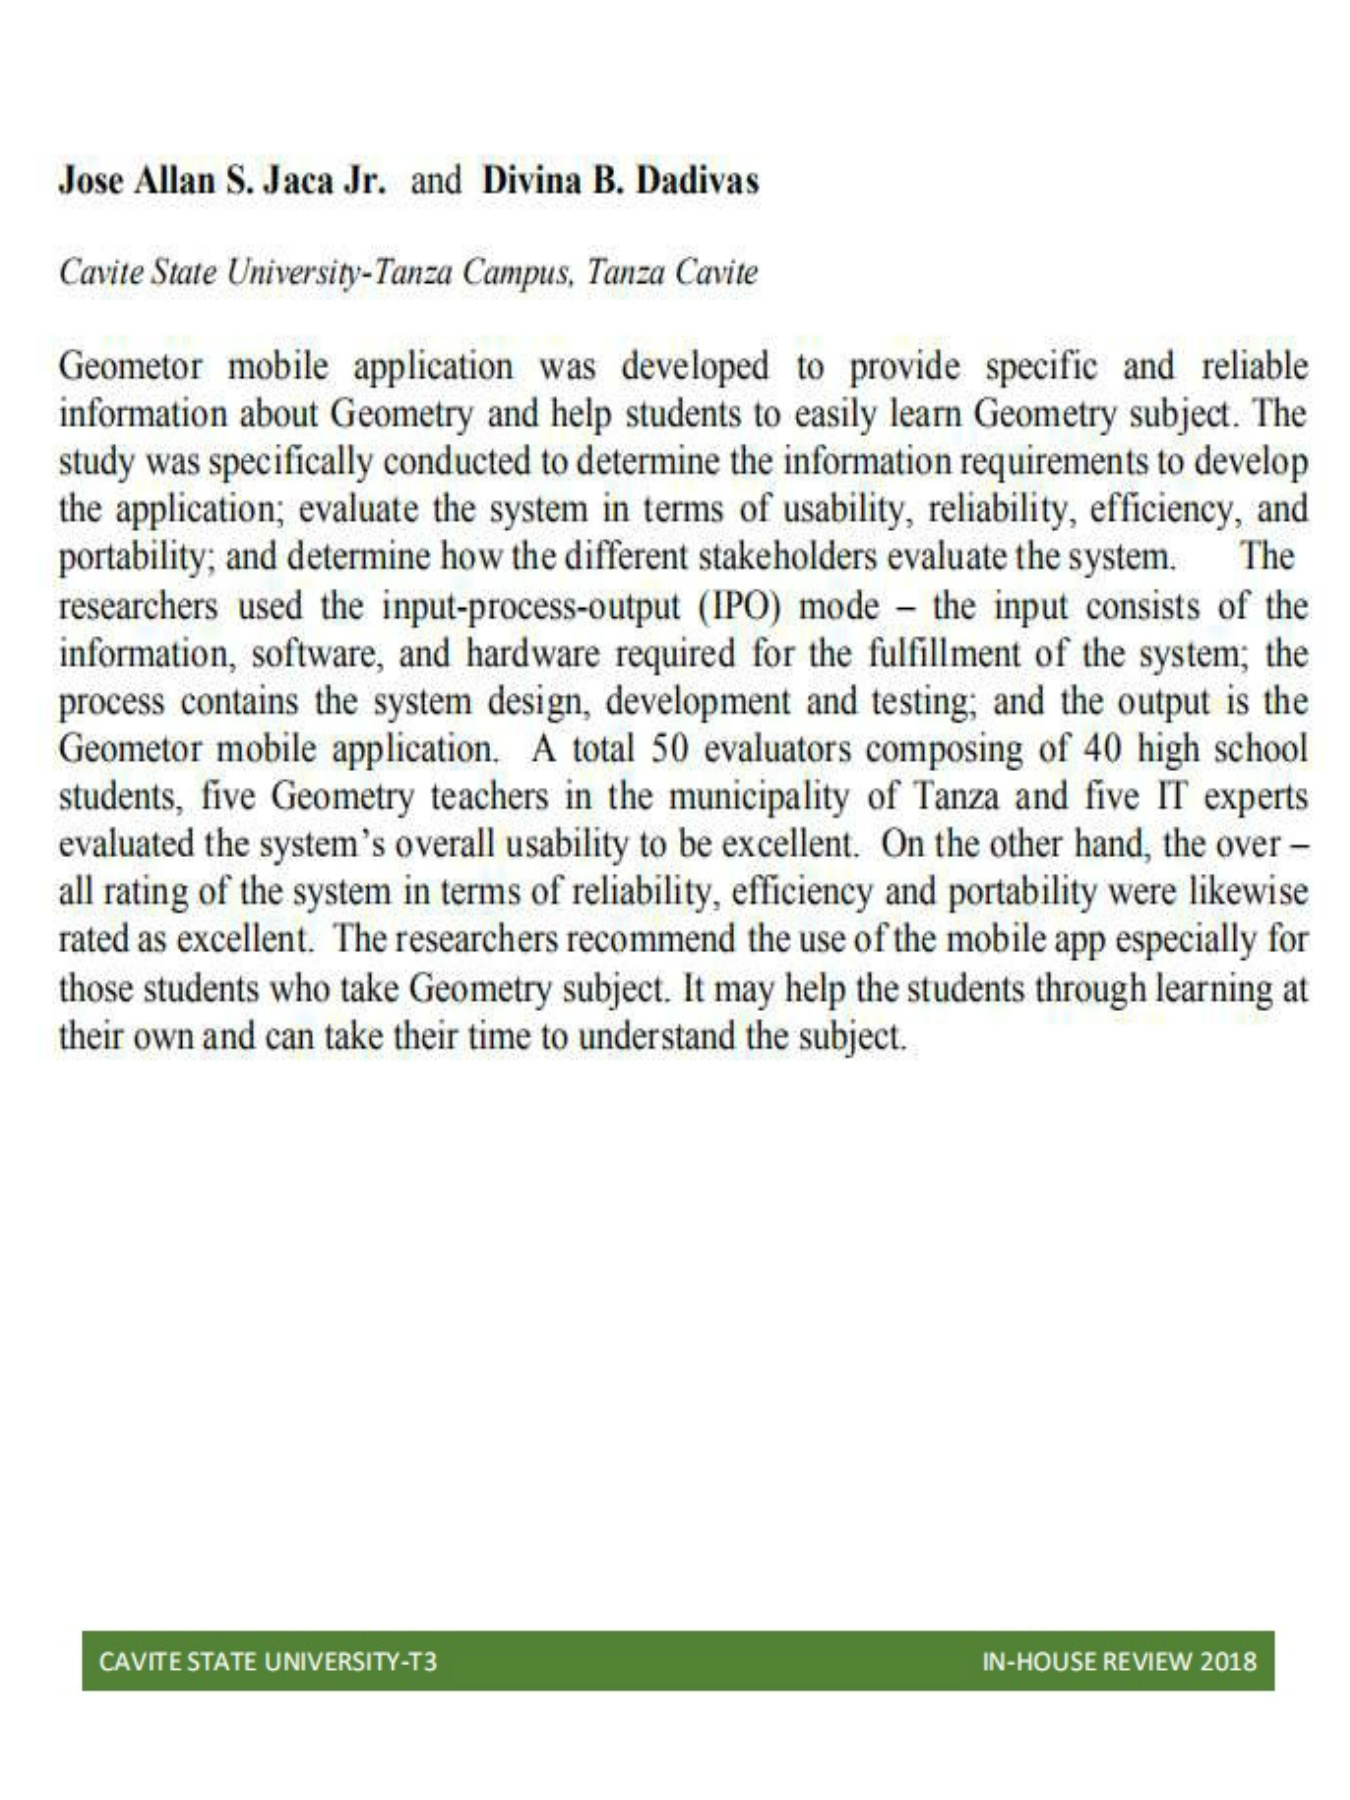 Jose Allan S. Jaca Jr. and Divina B. Dadivas
Cavite State University-Tanza Campus, Tanza Cavite
Geometor mobile application was developed to provide specific and reliable
information about Geometry and help students to easily learn Geometry subject. The
study was specifically conducted to determine the information requirements to develop
the application; evaluate the system in terms of usability, reliability, efficiency, and
portability; and determine how the different stakeholders evaluate the system. The
researchers used the input-process-output (IPO) mode – the input consists of the
information, software, and hardware required for the fulfillment of the system; the
process contains the system design, development and testing; and the output is the
Geometor mobile application. A total 50 evaluators composing of 40 high school
students, five Geometry teachers in the municipality of Tanza and five IT experts
evaluated the system's overall usability to be excellent. On the other hand, the over –
all rating of the system in terms of reliability, efficiency and portability were likewise
rated as excellent. The researchers recommend the use of the mobile app especially for
those students who take Geometry subject. It may help the students through learning at
their own and can take their time to understand the subject.
CAVITE STATE UNIVERSITY-T3 IN-HOUSE REVIEW 2018